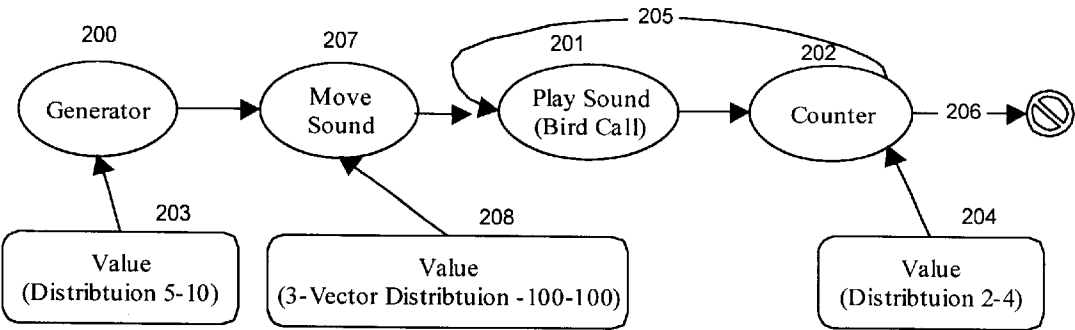 205
200
207
201
202
Generator
Move
Sound
Play Sound
(Bird Call)
Counter
206
203
208
204
Value
(Distribtuion 5-10)
Value
(3-Vector Distribtuion -100-100)
Value
(Distribtuion 2-4)